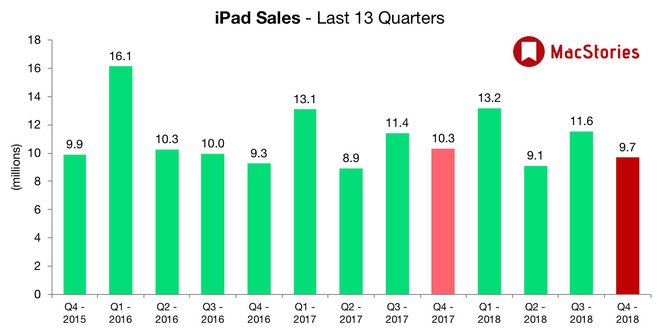 iPad Sales - Last 13 Quarters
MacStories
(millions)
18
16
14
12
10
8
6
4
2
0
9.9
16.1
10.3
10.0
9.3
13.1
8.9
11.4
10.3
13.2
9.1
11.6
9.7
Q4 -
2015
Q1 -
2016
Q2 -
2016
Q3 -
2016
Q4 -
2016
Q1 -
2017
Q2 -
2017
Q3 -
2017
Q4 -
2017
Q1 -
2018
Q2 -
2018
Q3 -
2018
Q4 -
2018